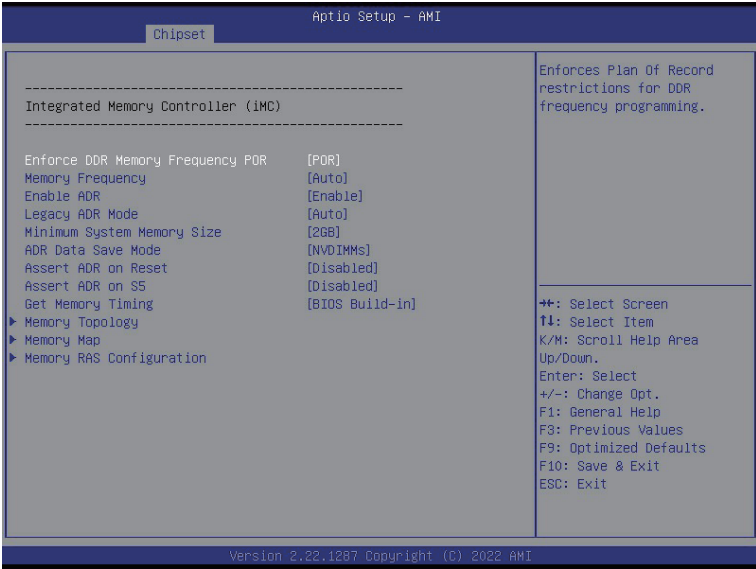 Aptio Setup – AMI
Chipset
------------------------------------------------------
Integrated Memory Controller (iMC)
------------------------------------------------------
Enforce DDR Memory Frequency POR [POR]
Memory Frequency [Auto]
Enable ADR [Enable]
Legacy ADR Mode [Auto]
Minimum System Memory Size [2GB]
ADR Data Save Mode [NVDIMMs]
Assert ADR on Reset [Disabled]
Assert ADR on S5 [Disabled]
Get Memory Timing [BIOS Build-in]
▶ Memory Topology
▶ Memory Map
▶ Memory RAS Configuration
Enforces Plan Of Record
restrictions for DDR
frequency programming.
→←: Select Screen
↑↓: Select Item
K/M: Scroll Help Area
Up/Down.
Enter: Select
+/-: Change Opt.
F1: General Help
F3: Previous Values
F9: Optimized Defaults
F10: Save & Exit
ESC: Exit
Version 2.22.1287 Copyright (C) 2022 AMI